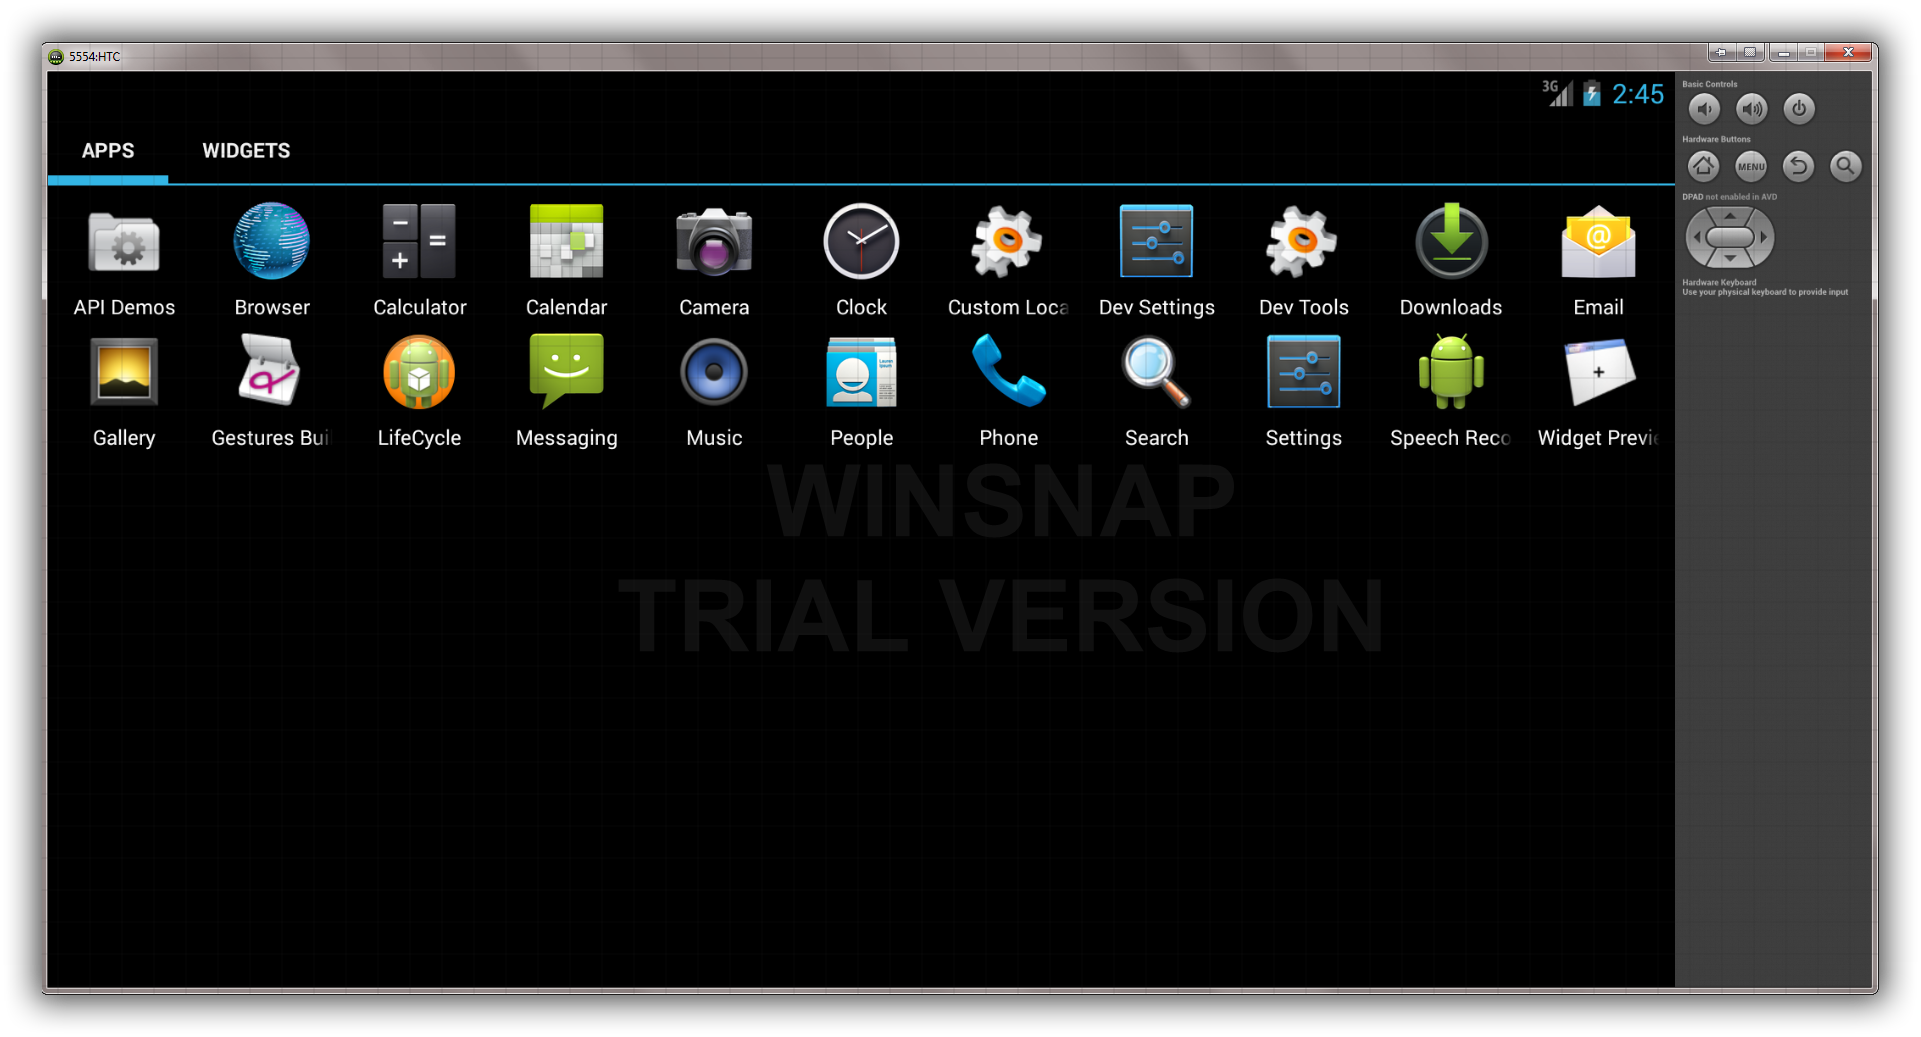 5554:HTC
3G 2:45
APPS WIDGETS
API Demos Browser Calculator Calendar Camera Clock Custom Loca Dev Settings Dev Tools Downloads Email
Gallery Gestures Bui LifeCycle Messaging Music People Phone Search Settings Speech Reco Widget Previe
WINSNAP
TRIAL VERSION
Basic Controls
Hardware Buttons
MENU
DPAD not enabled in AVD
Hardware Keyboard
Use your physical keyboard to provide input